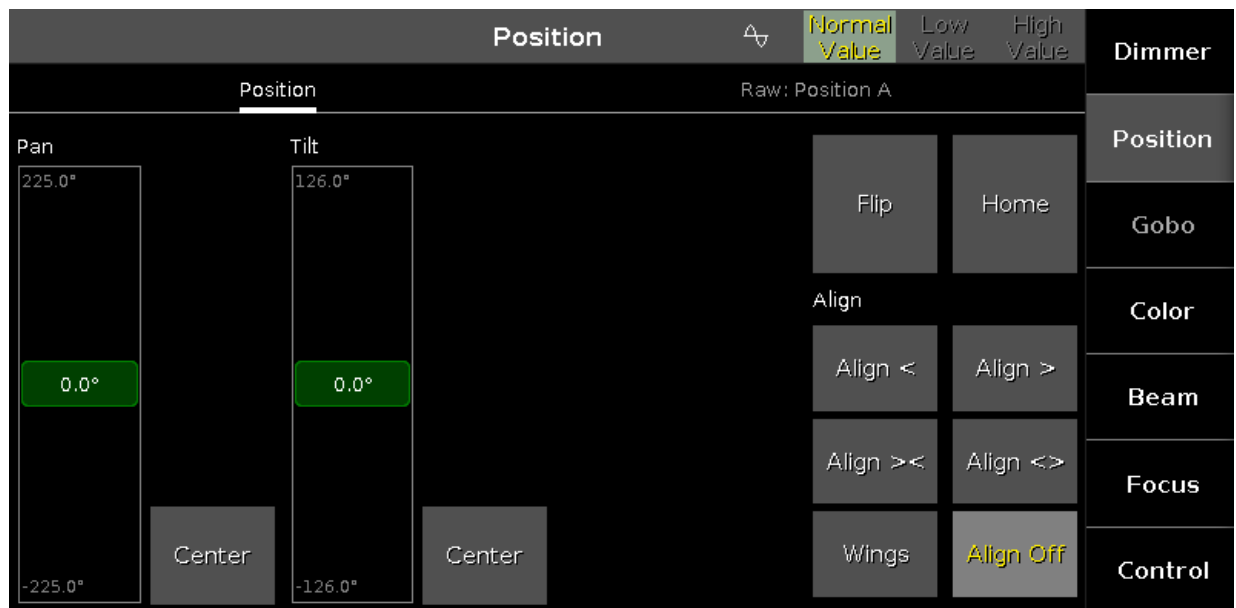 Position
Normal Value
Low Value
High Value
Position
Raw: Position A
Pan
Tilt
225.0°
126.0°
0.0°
0.0°
-225.0°
-126.0°
Center
Center
Flip
Home
Align
Align <
Align >
Align ><
Align <>
Wings
Align Off
Dimmer
Position
Gobo
Color
Beam
Focus
Control